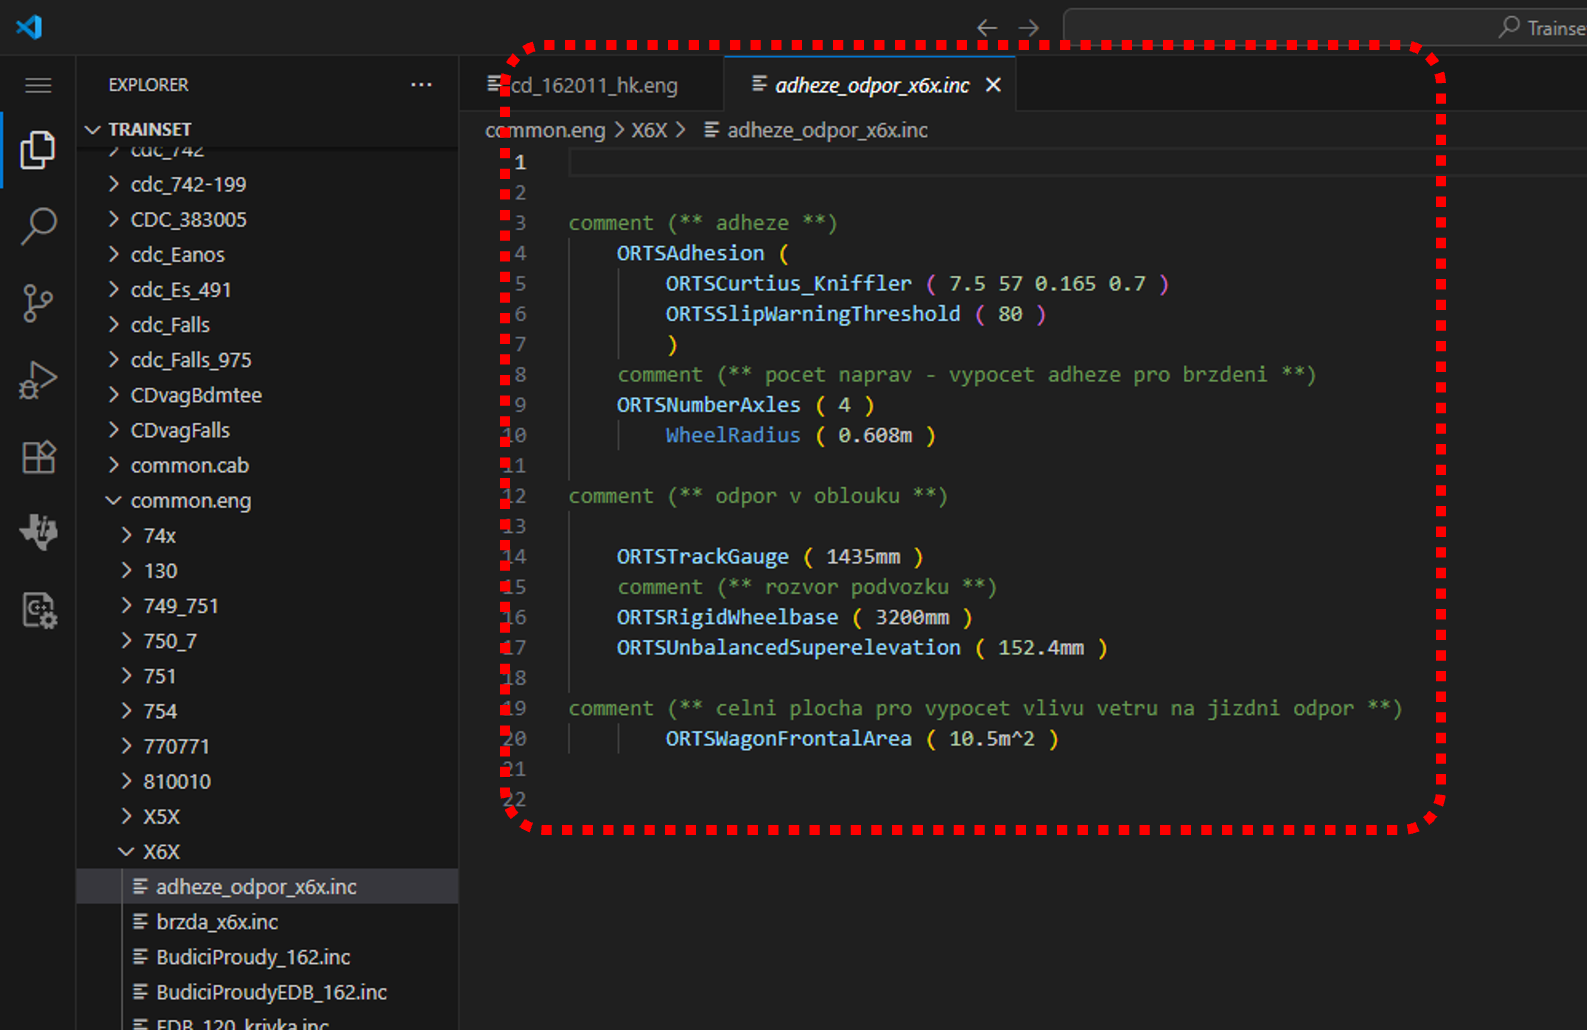 Trainse
EXPLORER
TRAINSET
cdc_742
cdc_742-199
CDC_383005
cdc_Eanos
cdc_Es_491
cdc_Falls
cdc_Falls_975
CDvagBdmtee
CDvagFalls
common.cab
common.eng
74x
130
749_751
750_7
751
754
770771
810010
X5X
X6X
adheze_odpor_x6x.inc
brzda_x6x.inc
BudiciProudy_162.inc
BudiciProudyEDB_162.inc
EDB_120_krivka.inc
cd_162011_hk.eng
adheze_odpor_x6x.inc
common.eng > X6X > adheze_odpor_x6x.inc
1
2
3 comment (** adheze **)
4 ORTSAdhesion (
5 ORTSCurtius_Kniffler ( 7.5 57 0.165 0.7 )
6 ORTSSlipWarningThreshold ( 80 )
7 )
8 comment (** pocet naprav - vypocet adheze pro brzdeni **)
9 ORTSNumberAxles ( 4 )
10 WheelRadius ( 0.608m )
11
12 comment (** odpor v oblouku **)
13
14 ORTSTrackGauge ( 1435mm )
15 comment (** rozvor podvozku **)
16 ORTSRigidWheelbase ( 3200mm )
17 ORTSUnbalancedSuperelevation ( 152.4mm )
18
19 comment (** celni plocha pro vypocet vlivu vetru na jizdni odpor **)
20 ORTSWagonFrontalArea ( 10.5m^2 )
21
22